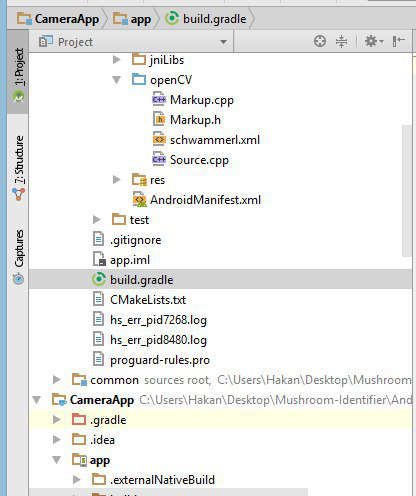 CameraApp app build.gradle
Project
1: Project
7: Structure
Captures
jniLibs
openCV
Markup.cpp
Markup.h
schwammerl.xml
Source.cpp
res
AndroidManifest.xml
test
.gitignore
app.iml
build.gradle
CMakeLists.txt
hs_err_pid7268.log
hs_err_pid8480.log
proguard-rules.pro
common sources root, C:\Users\Hakan\Desktop\Mushroom
CameraApp C:\Users\Hakan\Desktop\Mushroom-Identifier\And
.gradle
.idea
app
.externalNativeBuild